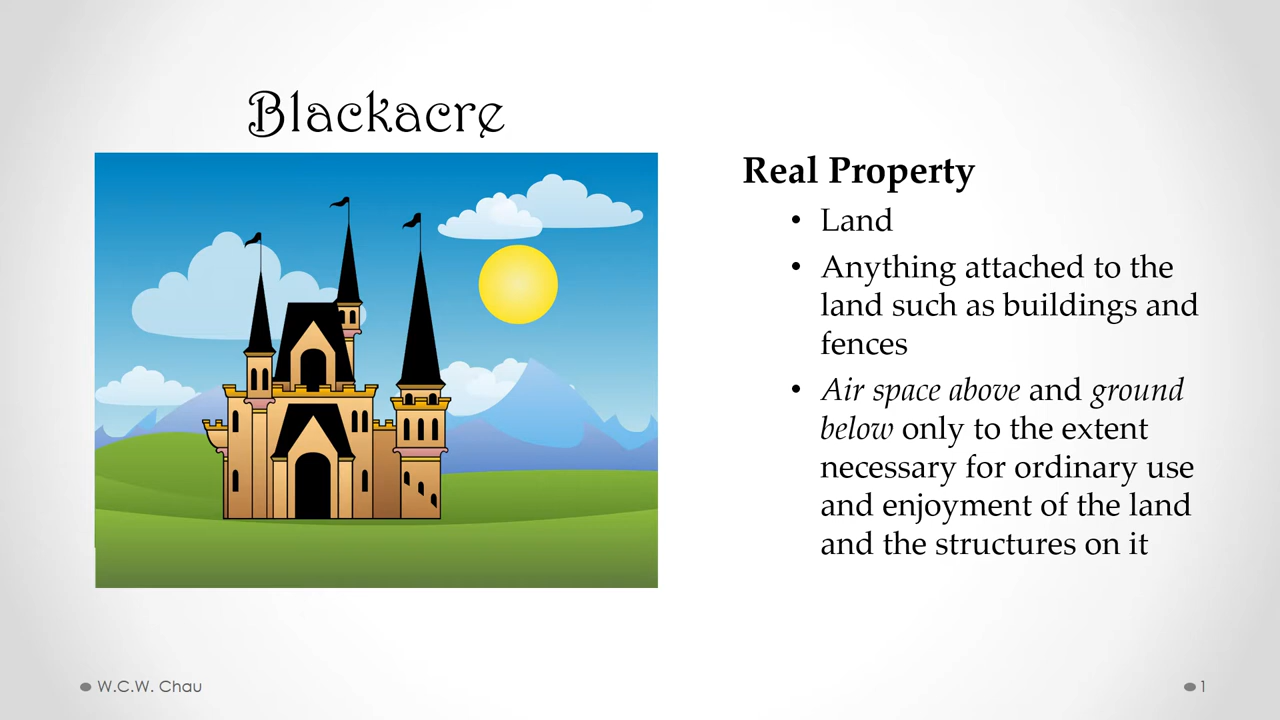 Blackacre
Real Property
• Land
• Anything attached to the
land such as buildings and
fences
• Air space above and ground
below only to the extent
necessary for ordinary use
and enjoyment of the land
and the structures on it
W.C.W. Chau
1